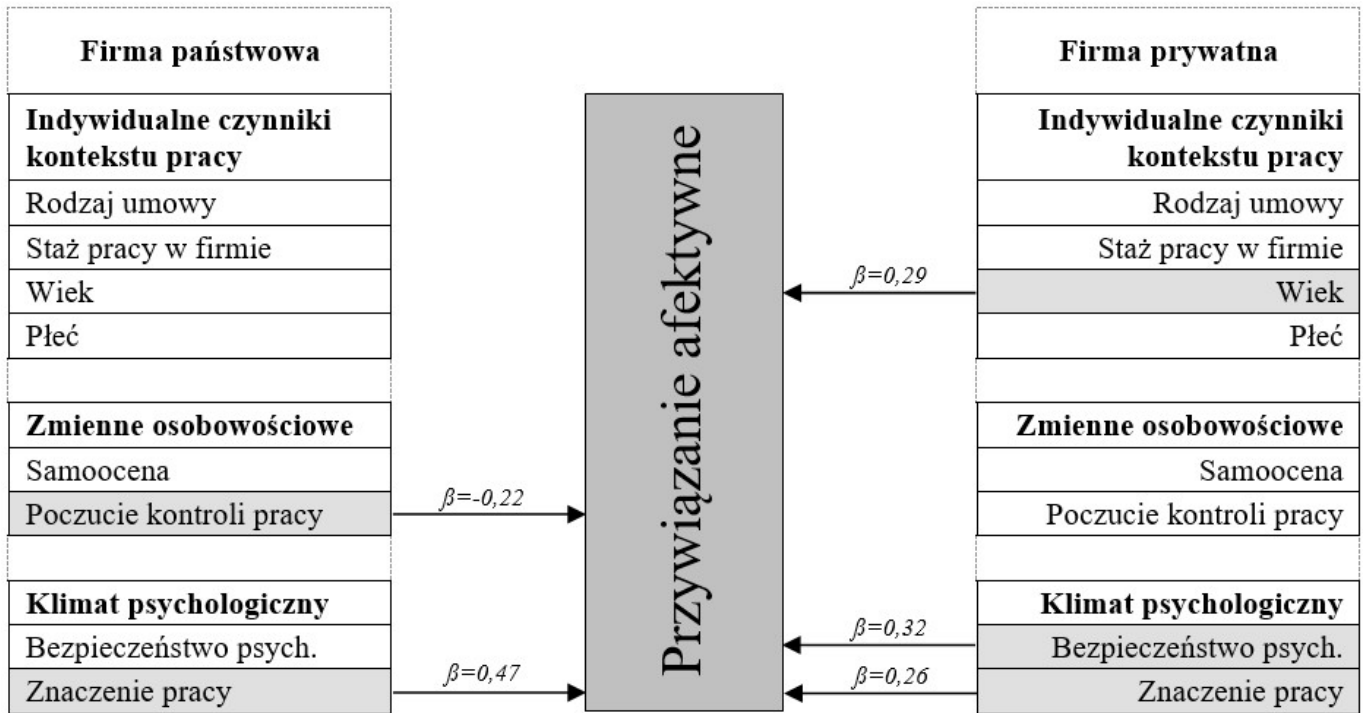 Firma państwowa
Indywidualne czynniki
kontekstu pracy
Rodzaj umowy
Staż pracy w firmie
Wiek
Płeć
Zmienne osobowościowe
Samoocena
Poczucie kontroli pracy
Klimat psychologiczny
Bezpieczeństwo psych.
Znaczenie pracy
β=-0,22
β=0,47
Przywiązanie afektywne
β=0,29
β=0,32
β=0,26
Firma prywatna
Indywidualne czynniki
kontekstu pracy
Rodzaj umowy
Staż pracy w firmie
Wiek
Płeć
Zmienne osobowościowe
Samoocena
Poczucie kontroli pracy
Klimat psychologiczny
Bezpieczeństwo psych.
Znaczenie pracy